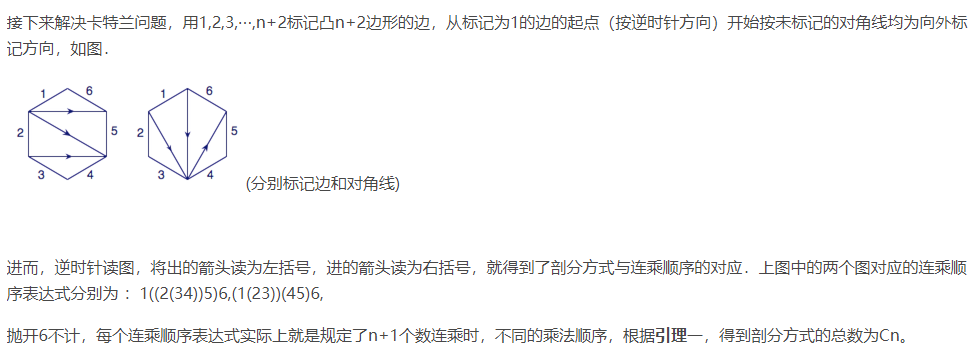 接下来解决卡特兰问题，用1,2,3,⋯,n+2标记凸n+2边形的边，从标记为1的边的起点（按逆时针方向）开始按未标记的对角线均为向外标
记方向，如图．
1 6 1 6
2 5 2 5
3 4 3 4
(分别标记边和对角线)
进而，逆时针读图，将出的箭头读为左括号，进的箭头读为右括号，就得到了剖分方式与连乘顺序的对应．上图中的两个图对应的连乘顺
序表达式分别为 ：1((2(34))5)6,(1(23))(45)6,
抛开6不计，每个连乘顺序表达式实际上就是规定了n+1个数连乘时，不同的乘法顺序，根据引理一，得到剖分方式的总数为Cn。